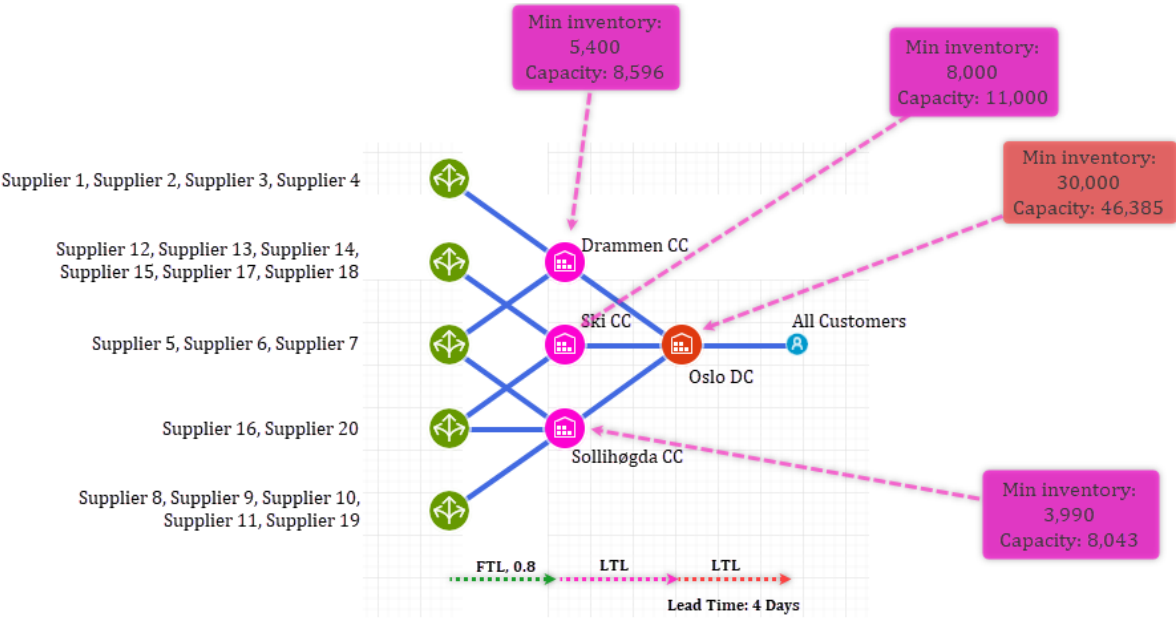 Min inventory:
5,400
Capacity: 8,596
Min inventory:
8,000
Capacity: 11,000
Min inventory:
30,000
Capacity: 46,385
Supplier 1, Supplier 2, Supplier 3, Supplier 4
Drammen CC
Supplier 12, Supplier 13, Supplier 14,
Supplier 15, Supplier 17, Supplier 18
Ski CC
All Customers
Supplier 5, Supplier 6, Supplier 7
Oslo DC
Supplier 16, Supplier 20
Sollihøgda CC
Supplier 8, Supplier 9, Supplier 10,
Supplier 11, Supplier 19
Min inventory:
3,990
Capacity: 8,043
FTL, 0.8
LTL
LTL
Lead Time: 4 Days